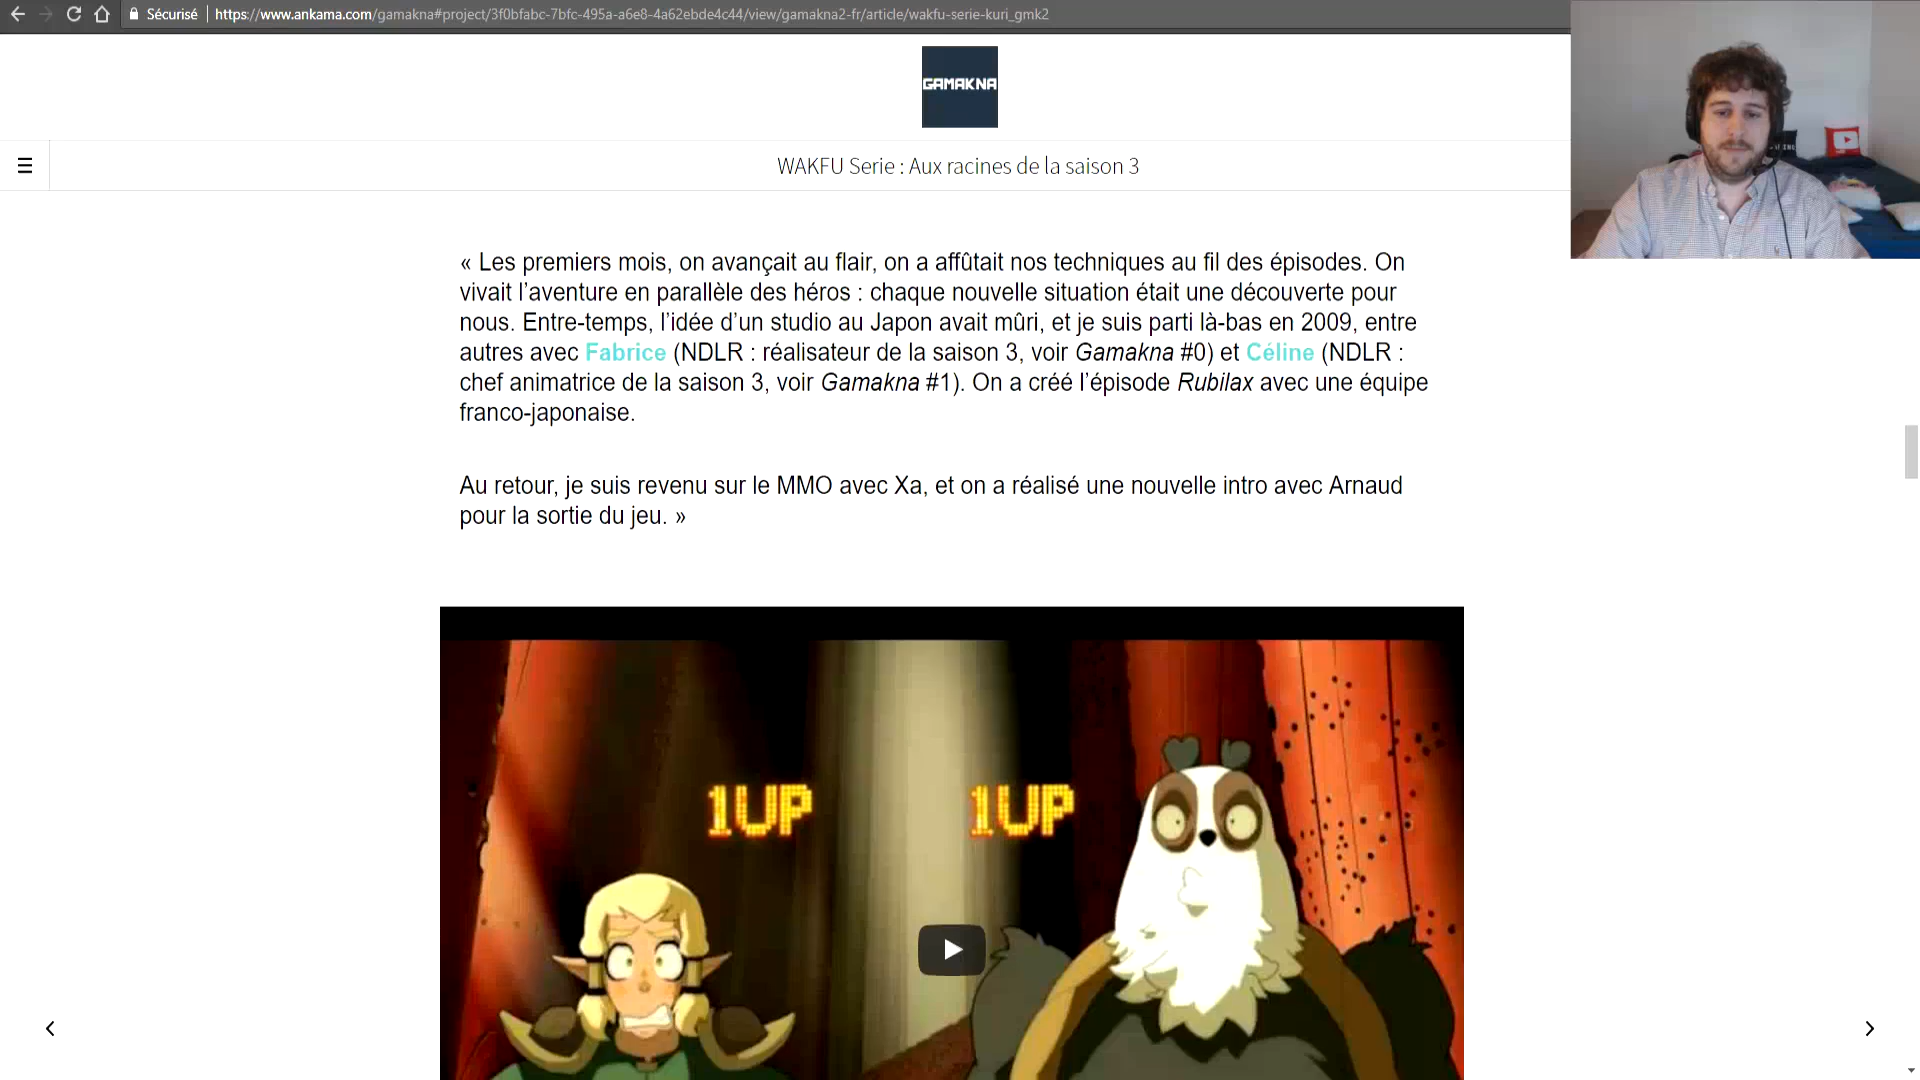 Sécurisé https://www.ankama.com/gamakna#project/3f0bfabc-7bfc-495a-a6e8-4a62ebde4c44/view/gamakna2-fr/article/wakfu-serie-kuri_gmk2
GAMAKNA
WAKFU Serie : Aux racines de la saison 3
« Les premiers mois, on avançait au flair, on a affûtait nos techniques au fil des épisodes. On
vivait l’aventure en parallèle des héros : chaque nouvelle situation était une découverte pour
nous. Entre-temps, l’idée d’un studio au Japon avait mûri, et je suis parti là-bas en 2009, entre
autres avec Fabrice (NDLR : réalisateur de la saison 3, voir Gamakna #0) et Céline (NDLR :
chef animatrice de la saison 3, voir Gamakna #1). On a créé l’épisode Rubilax avec une équipe
franco-japonaise.
Au retour, je suis revenu sur le MMO avec Xa, et on a réalisé une nouvelle intro avec Arnaud
pour la sortie du jeu. »
1UP 1UP